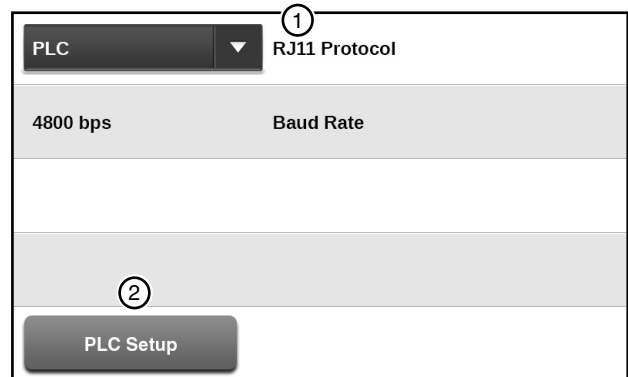 1
PLC RJ11 Protocol
4800 bps Baud Rate
2
PLC Setup